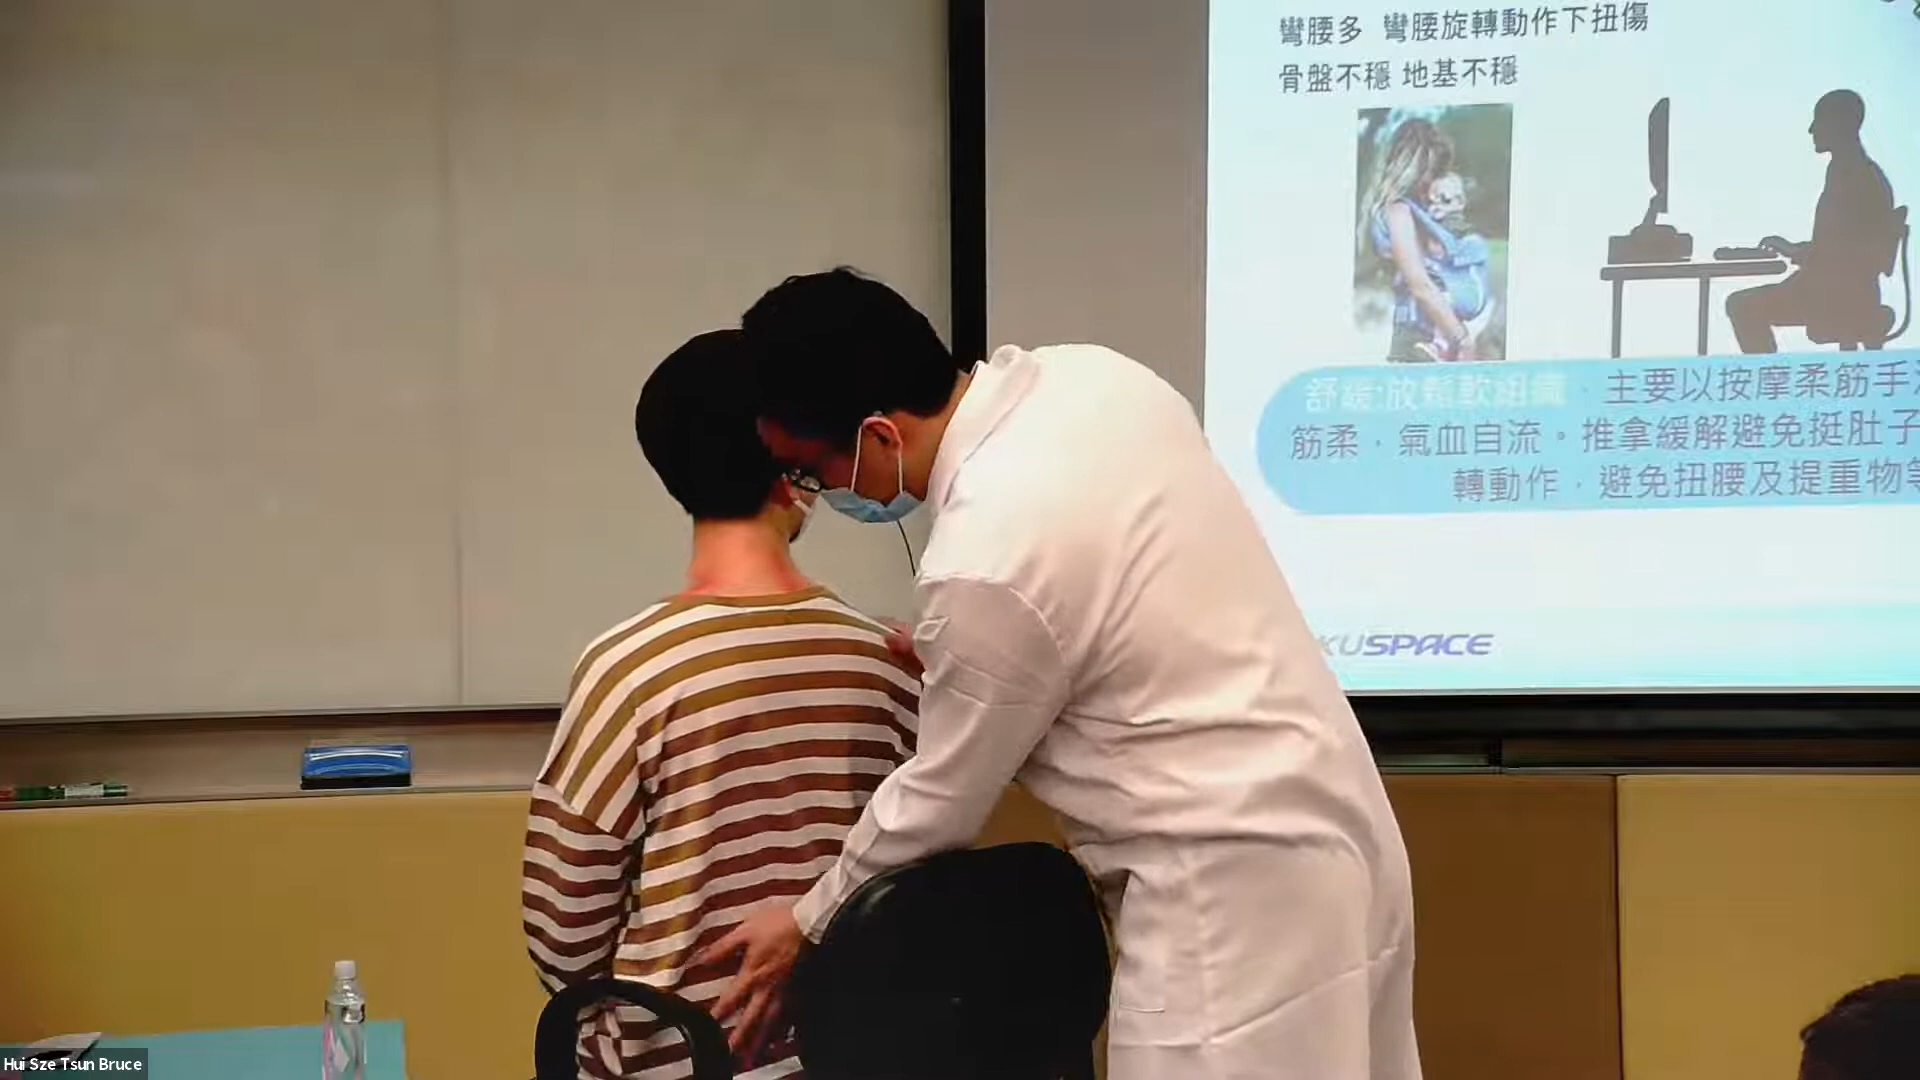 彎腰多 彎腰旋轉動作下扭傷
骨盤不穩 地基不穩
舒緩:放鬆軟組織，主要以按摩柔筋手
筋柔，氣血自流。推拿緩解避免挺肚子
轉動作，避免扭腰及提重物等
KUSPACE
Hui Sze Tsun Bruce